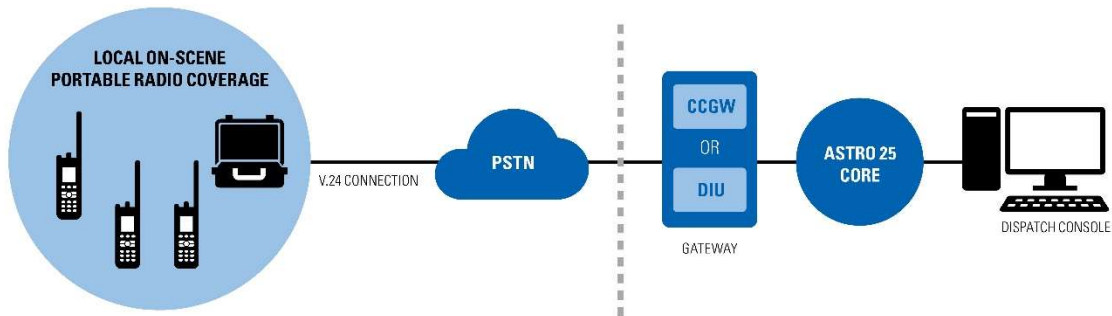 LOCAL ON-SCENE
PORTABLE RADIO COVERAGE
V.24 CONNECTION
PSTN
CCGW
OR
DIU
GATEWAY
ASTRO 25
CORE
DISPATCH CONSOLE